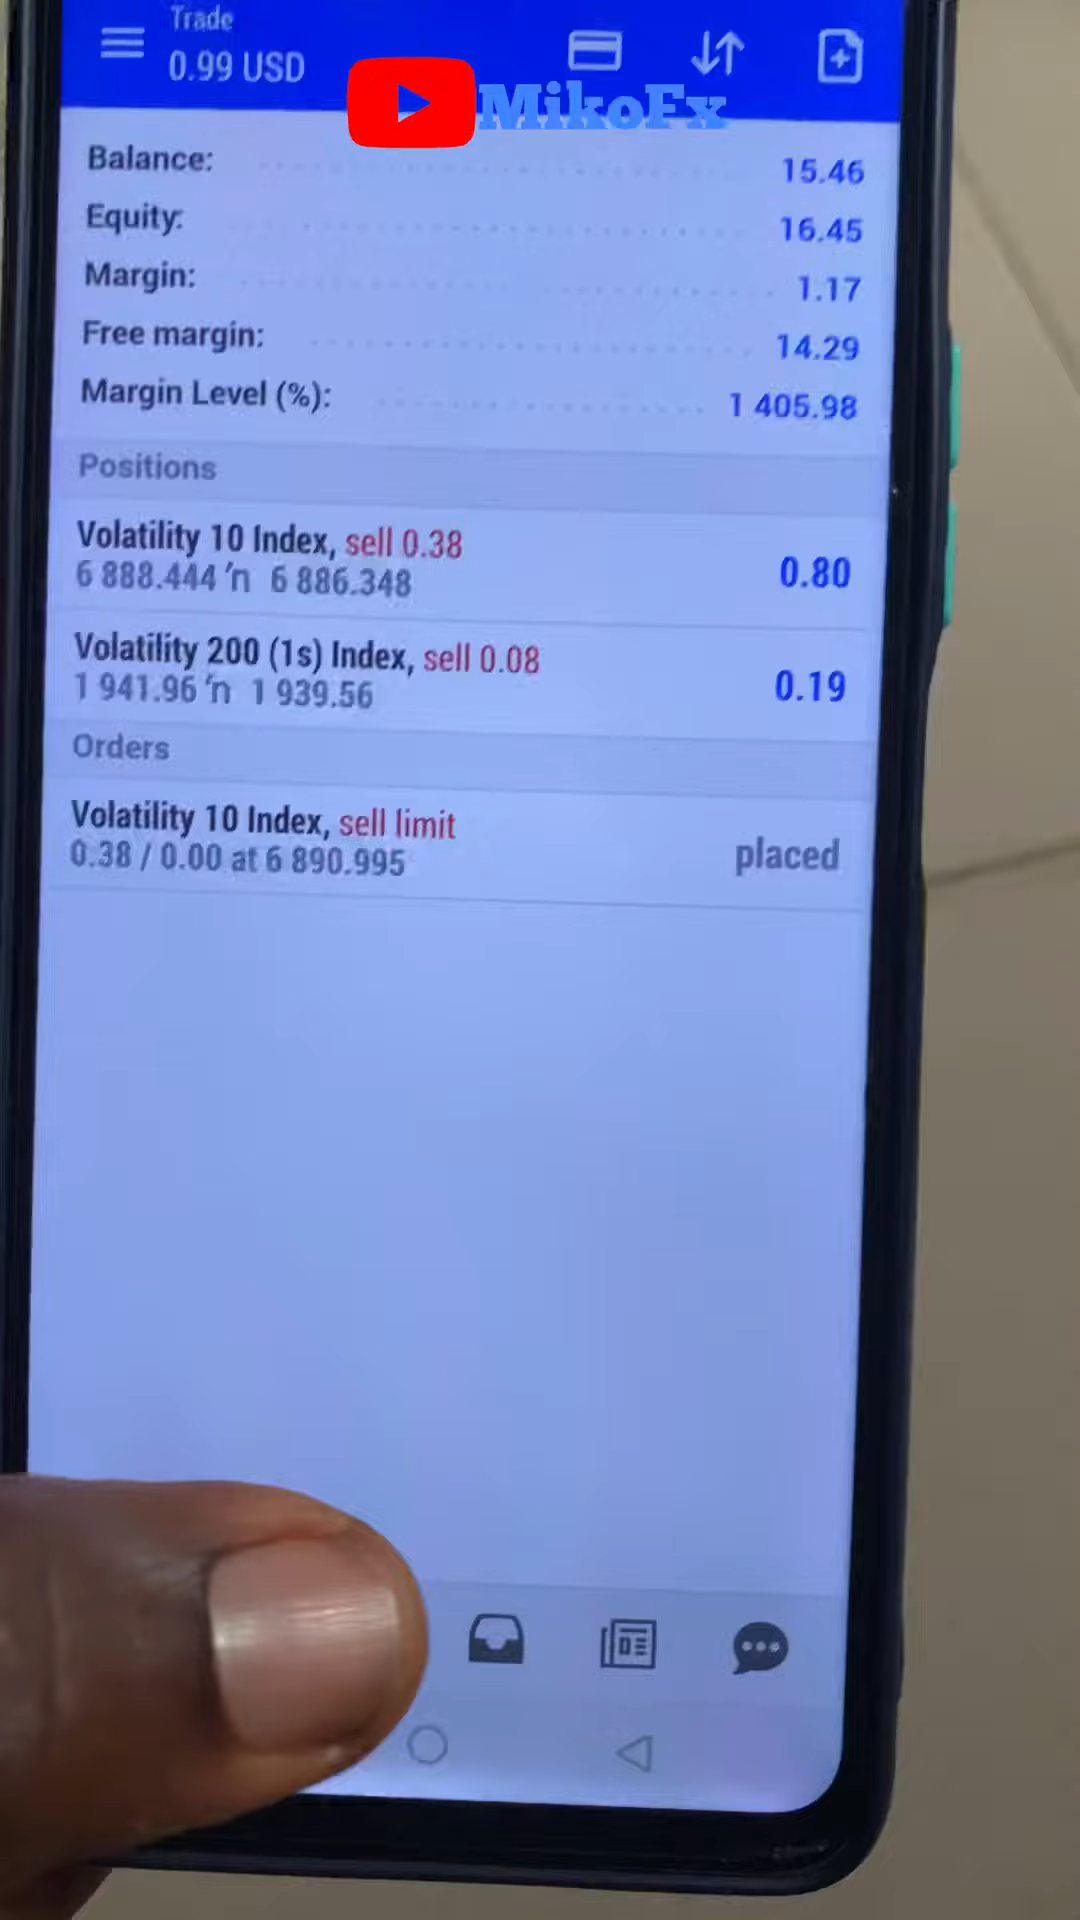 Trade
0.99 USD
MikoFx
Balance: 15.46
Equity: 16.45
Margin: 1.17
Free margin: 14.29
Margin Level (%): 1 405.98
Positions
Volatility 10 Index, sell 0.38
6 888.444 'n 6 886.348 0.80
Volatility 200 (1s) Index, sell 0.08
1 941.96 'n 1 939.56 0.19
Orders
Volatility 10 Index, sell limit
0.38 / 0.00 at 6 890.995 placed